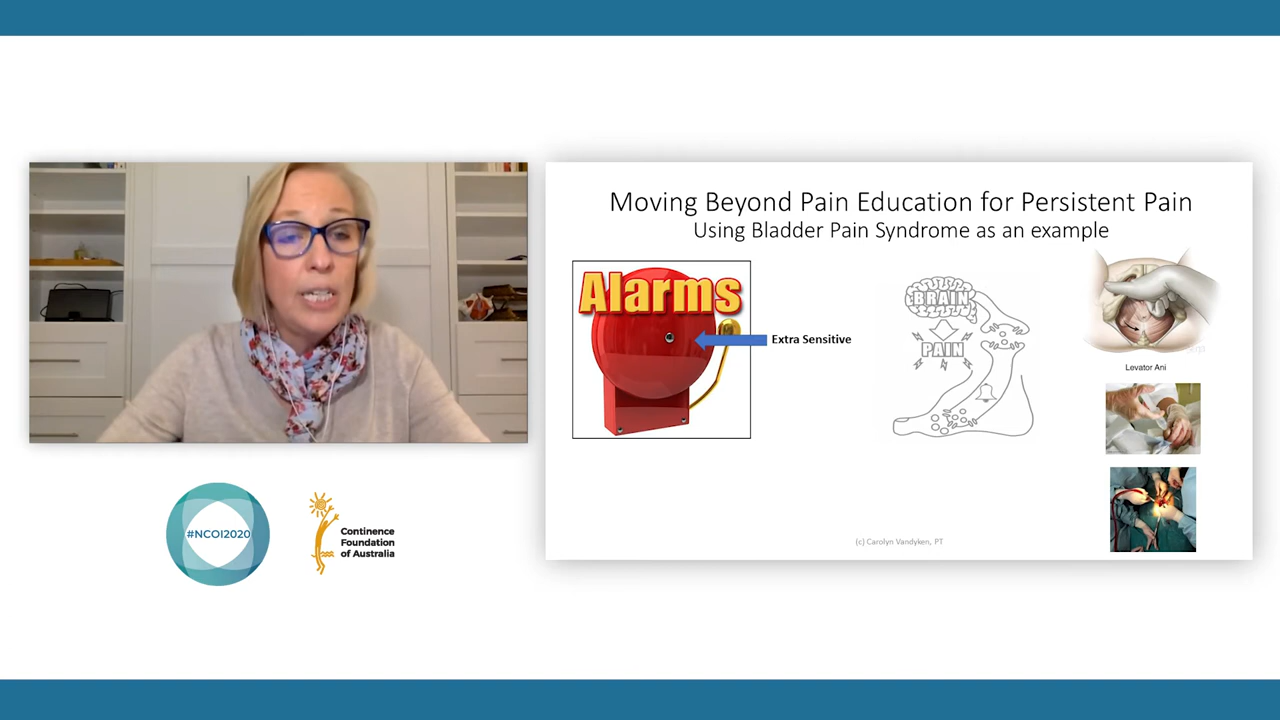 Moving Beyond Pain Education for Persistent Pain
Using Bladder Pain Syndrome as an example
Alarms
Extra Sensitive
BRAIN
PAIN
Levator Ani
(c) Carolyn Vandyken, PT
#NCOI2020
Continence
Foundation
of Australia